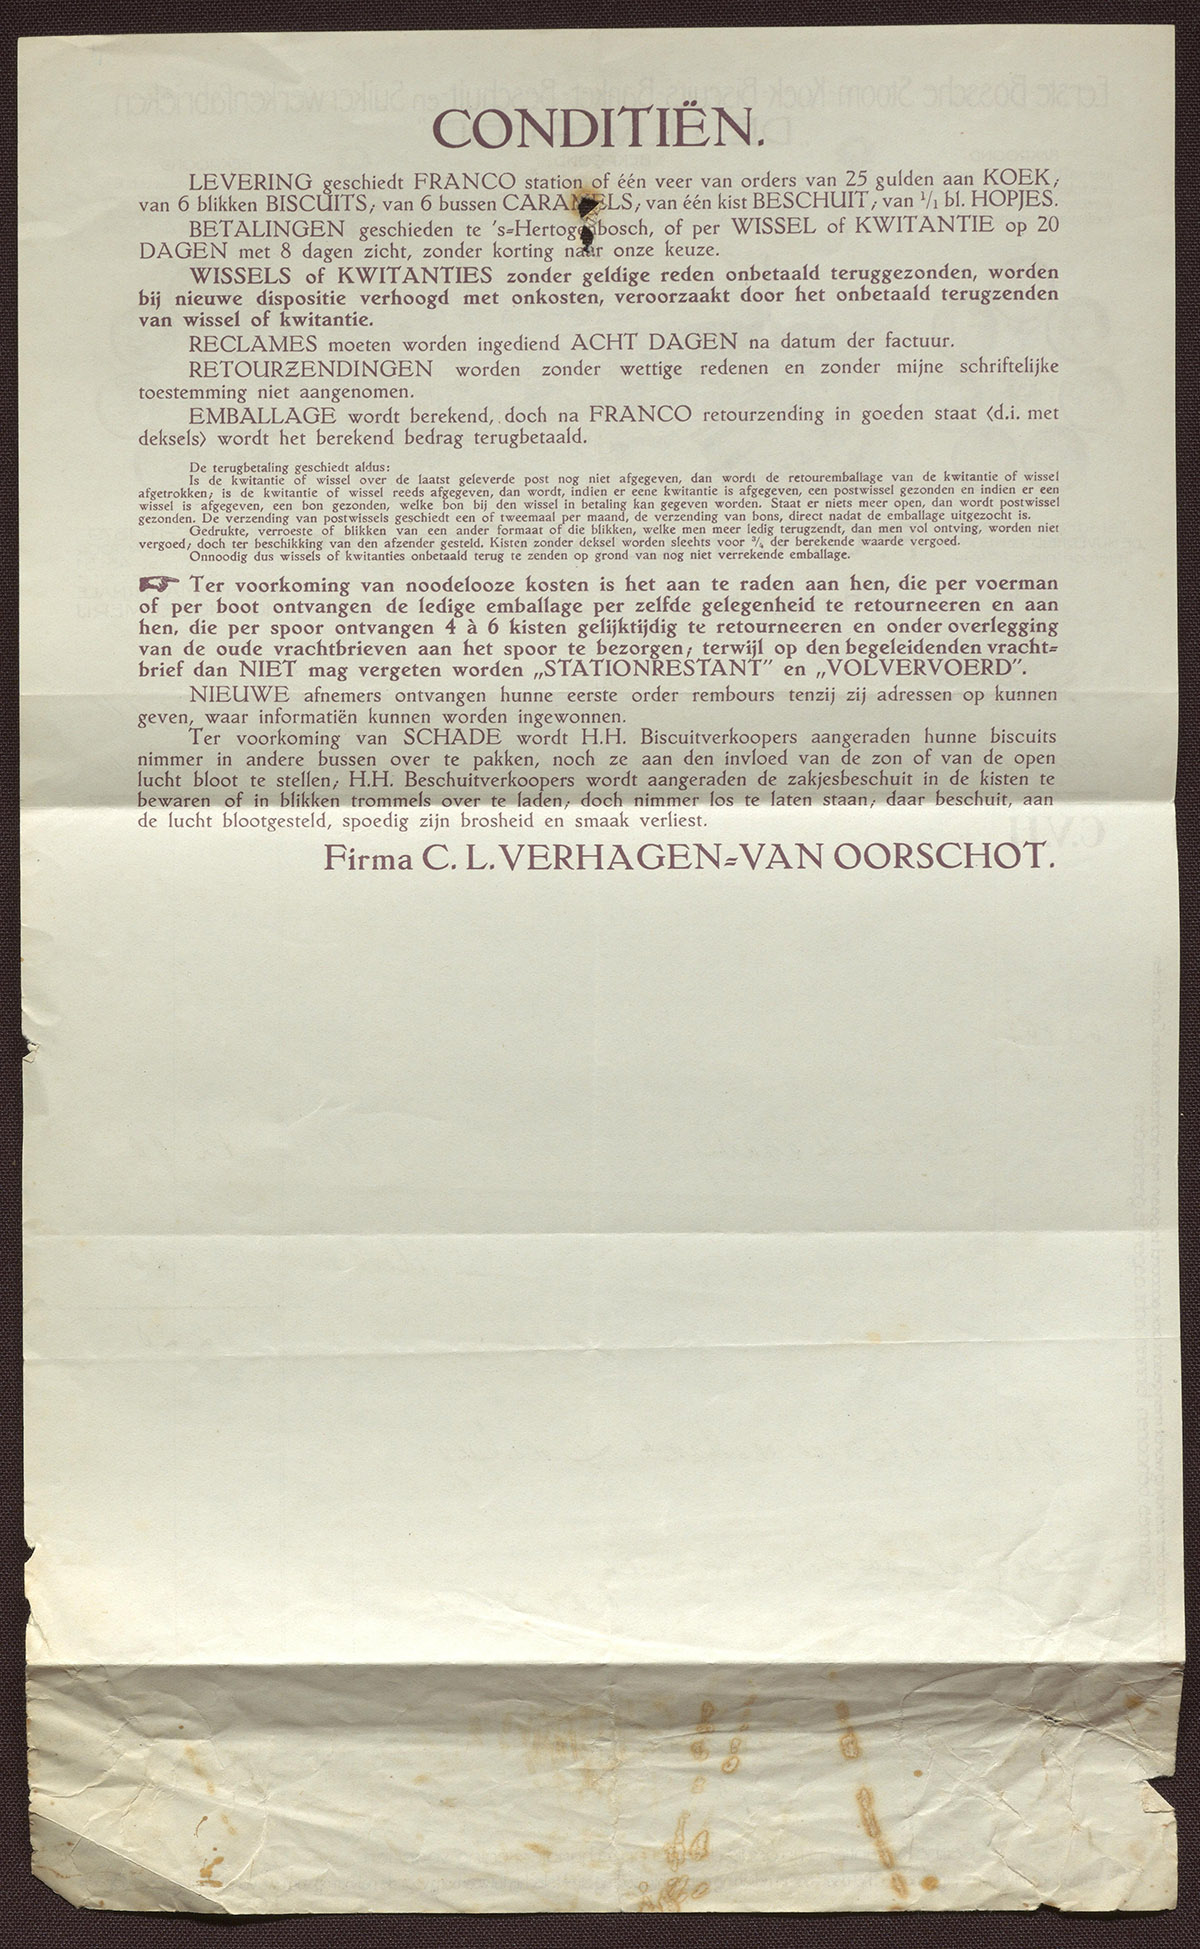 CONDITIËN.
LEVERING geschiedt FRANCO station of één veer van orders van 25 gulden aan KOEK;
van 6 blikken BISCUITS; van 6 bussen CARAMELS; van één kist BESCHUIT; van 1/1 bl. HOPJES.
BETALINGEN geschieden te 's=Hertogenbosch, of per WISSEL of KWITANTIE op 20
DAGEN met 8 dagen zicht, zonder korting naar onze keuze.
WISSELS of KWITANTIES zonder geldige reden onbetaald teruggezonden, worden
bij nieuwe dispositie verhoogd met onkosten, veroorzaakt door het onbetaald terugzenden
van wissel of kwitantie.
RECLAMES moeten worden ingediend ACHT DAGEN na datum der factuur.
RETOURZENDINGEN worden zonder wettige redenen en zonder mijne schriftelijke
toestemming niet aangenomen.
EMBALLAGE wordt berekend, doch na FRANCO retourzending in goeden staat (d.i. met
deksels) wordt het berekend bedrag terugbetaald.
De terugbetaling geschiedt aldus:
Is de kwitantie of wissel over de laatst geleverde post nog niet afgegeven, dan wordt de retouremballage van de kwitantie of wissel
afgetrokken; is de kwitantie of wissel reeds afgegeven, dan wordt, indien er eene kwitantie is afgegeven, een postwissel gezonden en indien er een
wissel is afgegeven, een bon gezonden, welke bon bij den wissel in betaling kan gegeven worden. Staat er niets meer open, dan wordt postwissel
gezonden. De verzending van postwissels geschiedt een of tweemaal per maand, de verzending van bons, direct nadat de emballage uitgezocht is.
Gedrukte, verroeste of blikken van een ander formaat of die blikken, welke men meer ledig terugzendt, dan men vol ontving, worden niet
vergoed; doch ter beschikking van den afzender gesteld. Kisten zonder deksel worden slechts voor 3/4 der berekende waarde vergoed.
Onnoodig dus wissels of kwitanties onbetaald terug te zenden op grond van nog niet verrekende emballage.
☛ Ter voorkoming van noodelooze kosten is het aan te raden aan hen, die per voerman
of per boot ontvangen de ledige emballage per zelfde gelegenheid te retourneeren en aan
hen, die per spoor ontvangen 4 à 6 kisten gelijktijdig te retourneeren en onder overlegging
van de oude vrachtbrieven aan het spoor te bezorgen; terwijl op den begeleidenden vracht=
brief dan NIET mag vergeten worden „STATIONRESTANT” en „VOLVERVOERD”.
NIEUWE afnemers ontvangen hunne eerste order rembours tenzij zij adressen op kunnen
geven, waar informatiën kunnen worden ingewonnen.
Ter voorkoming van SCHADE wordt H.H. Biscuitverkoopers aangeraden hunne biscuits
nimmer in andere bussen over te pakken, noch ze aan den invloed van de zon of van de open
lucht bloot te stellen; H.H. Beschuitverkoopers wordt aangeraden de zakjesbeschuit in de kisten te
bewaren of in blikken trommels over te laden; doch nimmer los te laten staan; daar beschuit, aan
de lucht blootgesteld, spoedig zijn brosheid en smaak verliest.
Firma C. L. VERHAGEN=VAN OORSCHOT.